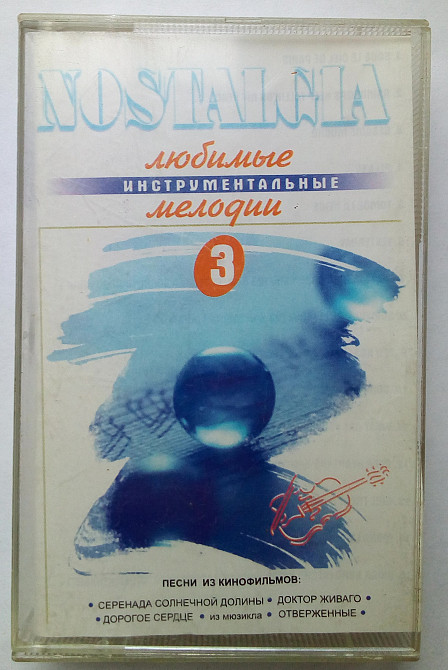 NOSTALGIA
любимые
ИНСТРУМЕНТАЛЬНЫЕ
мелодии
3
ПЕСНИ ИЗ КИНОФИЛЬМОВ:
• СЕРЕНАДА СОЛНЕЧНОЙ ДОЛИНЫ • ДОКТОР ЖИВАГО •
• ДОРОГОЕ СЕРДЦЕ • из мюзикла • ОТВЕРЖЕННЫЕ •